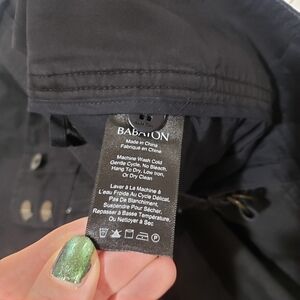 BABATON
Made in China
Fabriqué en Chine
Machine Wash Cold
Gentle Cycle, No Bleach,
Hang To Dry, Low Iron,
Or Dry Clean
Laver À La Machine À
L'eau Froide Au Cycle Délicat,
Pas De Blanchiment,
Suspendre Pour Sécher,
Repasser À Basse Température,
Ou Nettoyer À Sec